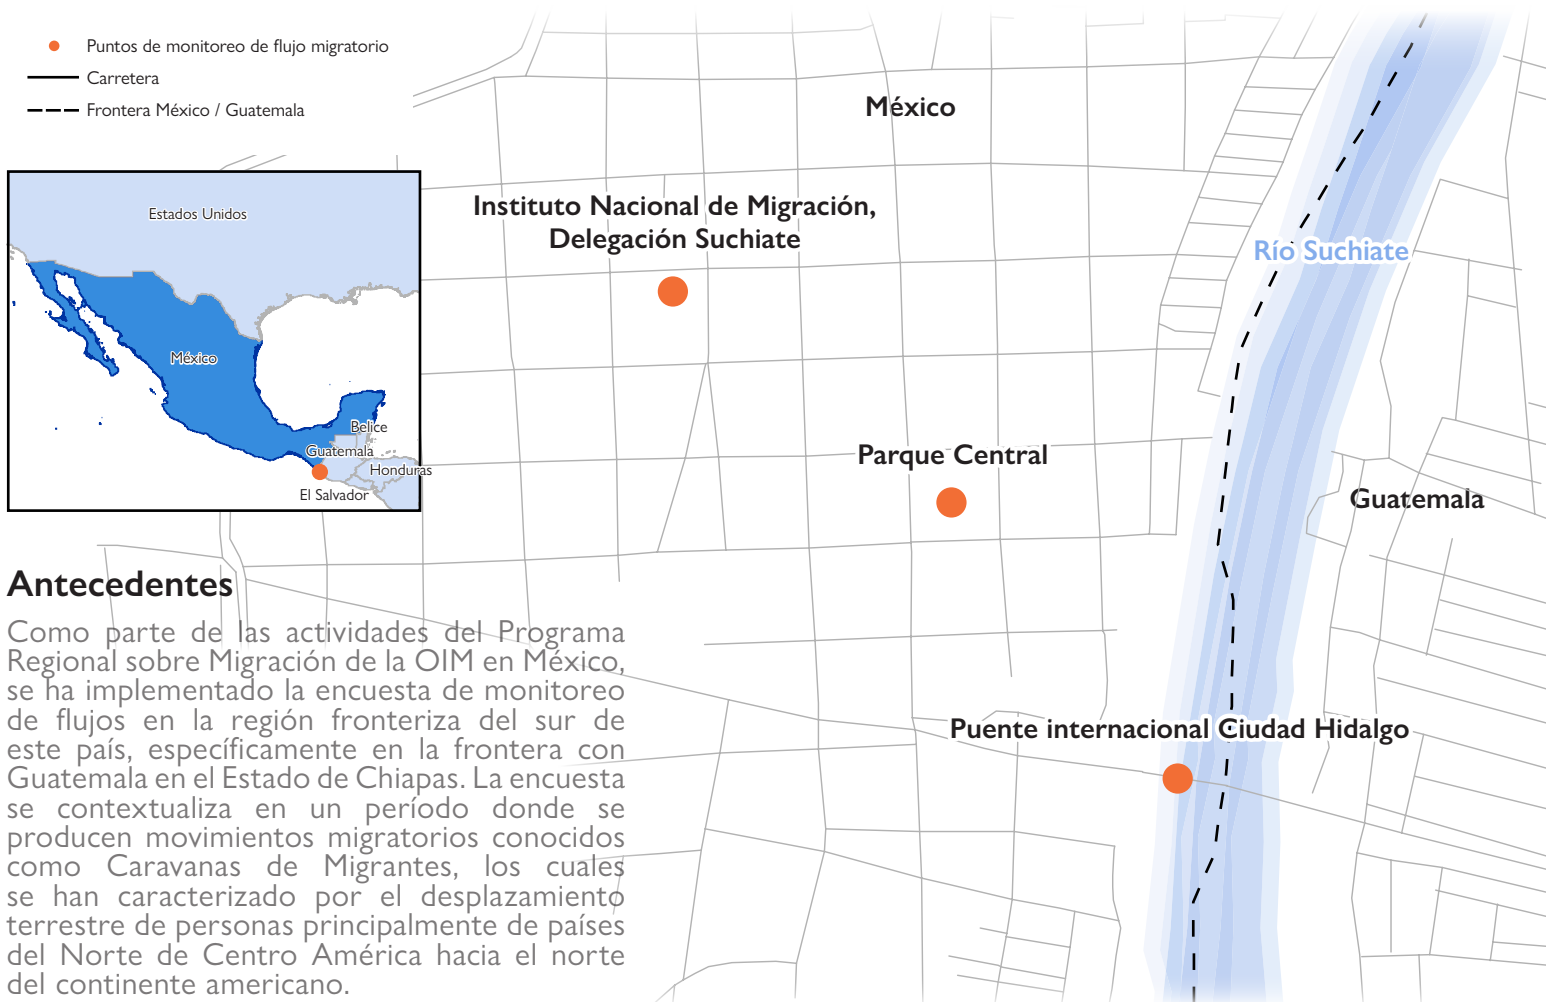 Puntos de monitoreo de flujo migratorio
Carretera
Frontera México / Guatemala
México
Instituto Nacional de Migración,
Delegación Suchiate
Río Suchiate
Parque Central
Guatemala
Puente internacional Ciudad Hidalgo
Estados Unidos
México
Belice
Guatemala
Honduras
El Salvador
Antecedentes
Como parte de las actividades del Programa
Regional sobre Migración de la OIM en México,
se ha implementado la encuesta de monitoreo
de flujos en la región fronteriza del sur de
este país, específicamente en la frontera con
Guatemala en el Estado de Chiapas. La encuesta
se contextualiza en un período donde se
producen movimientos migratorios conocidos
como Caravanas de Migrantes, los cuales
se han caracterizado por el desplazamiento
terrestre de personas principalmente de países
del Norte de Centro América hacia el norte
del continente americano.